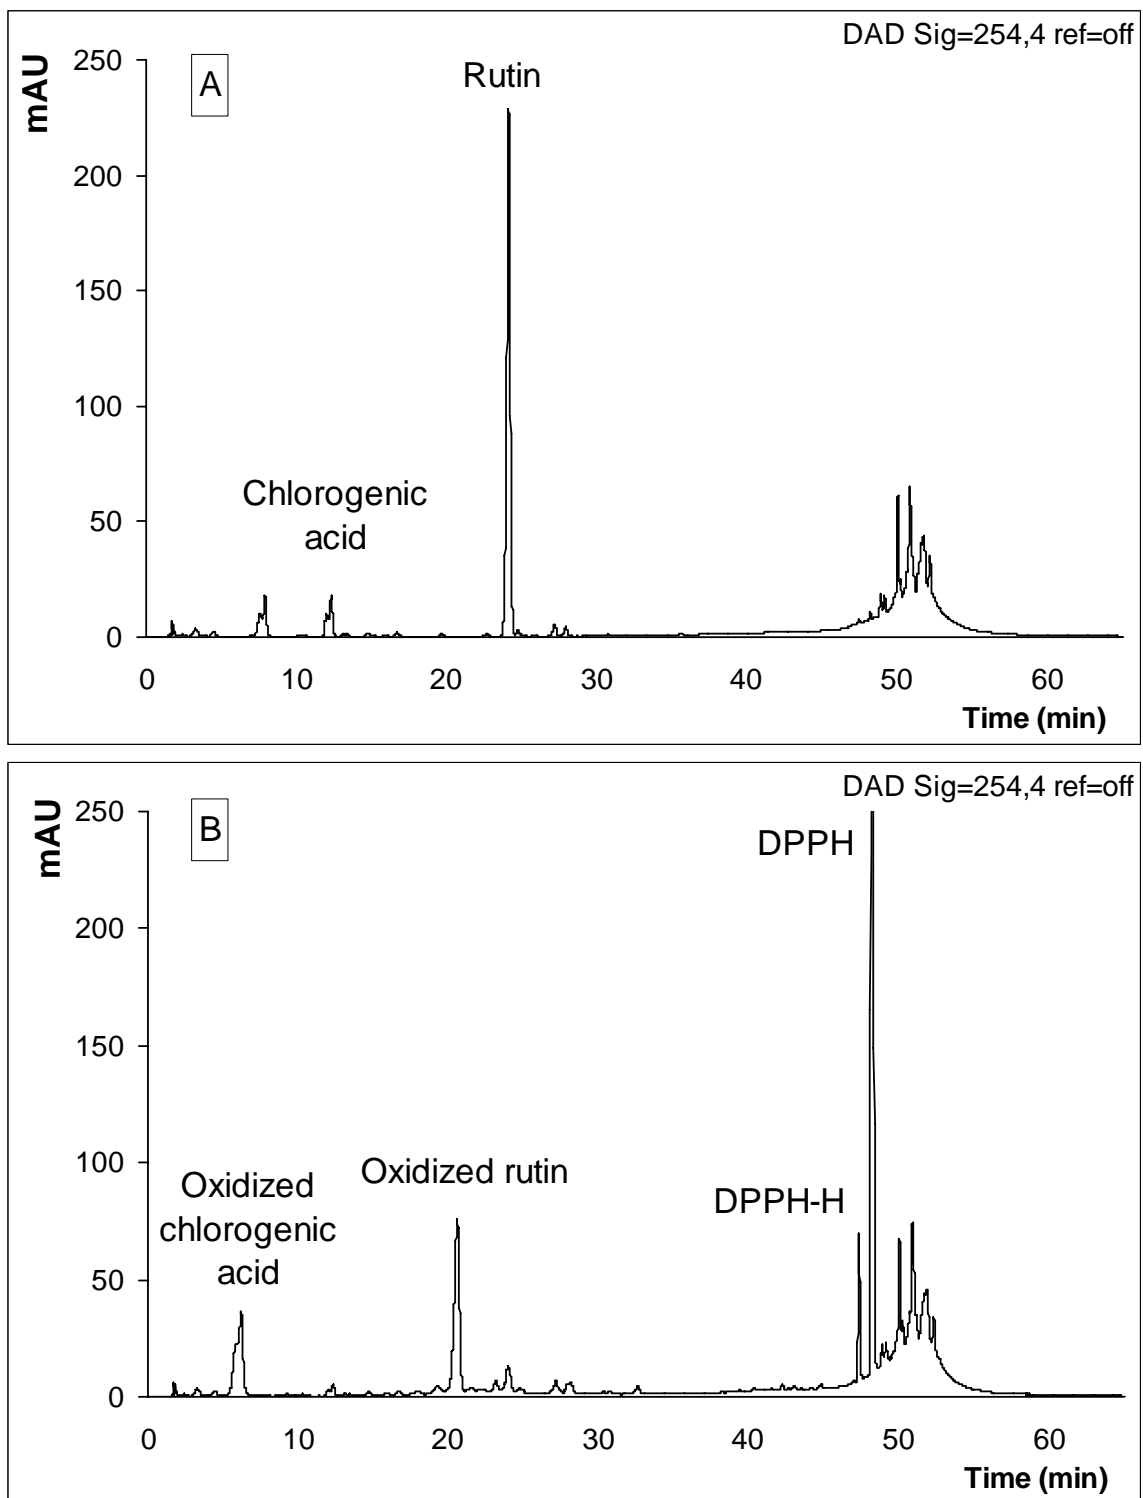 DAD Sig=254,4 ref=off
mAU
A
Rutin
Chlorogenic
acid
250
200
150
100
50
0
0 10 20 30 40 50 60
Time (min)
DAD Sig=254,4 ref=off
mAU
B
DPPH
Oxidized rutin
Oxidized
chlorogenic
acid
DPPH-H
250
200
150
100
50
0
0 10 20 30 40 50 60
Time (min)